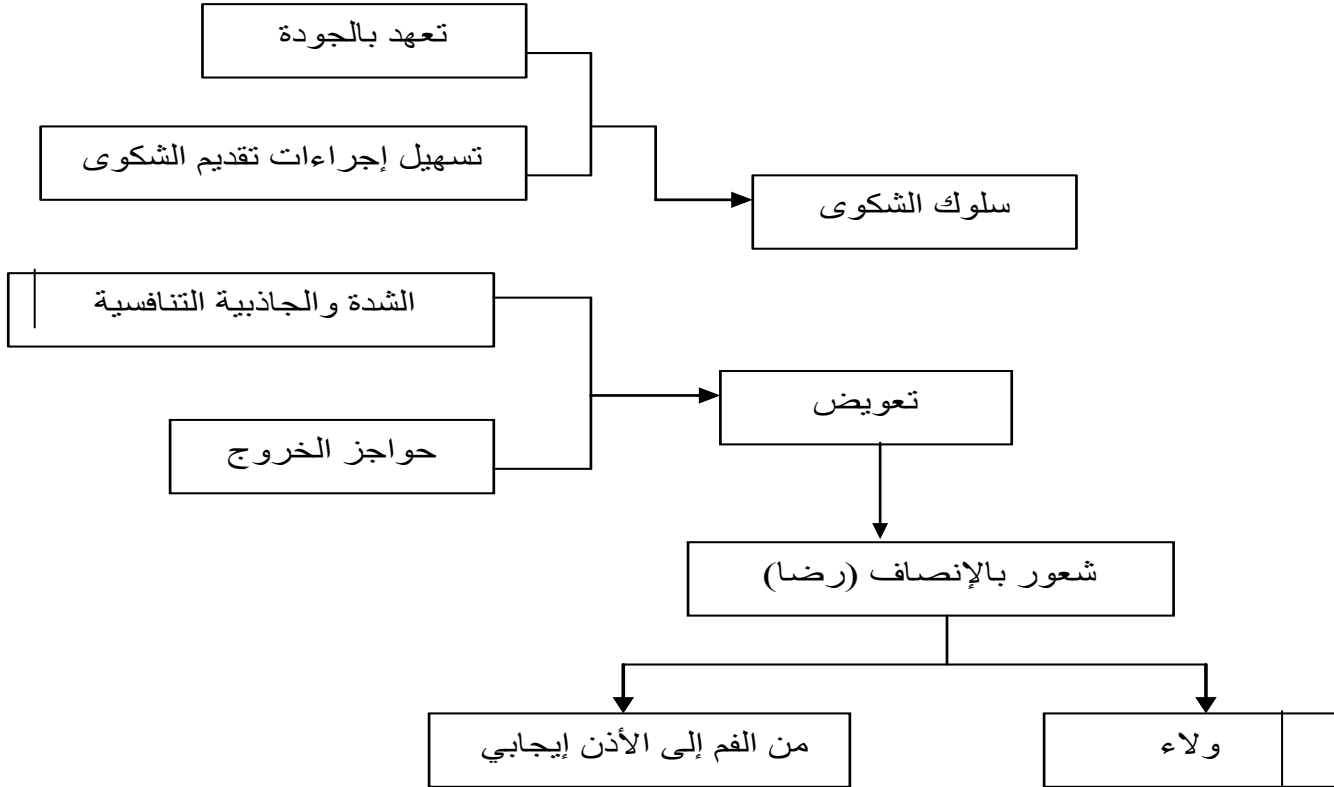 تعهد بالجودة
تسهيل إجراءات تقديم الشكوى
سلوك الشكوى
الشدة والجاذبية التنافسية
تعويض
حواجز الخروج
شعور بالإنصاف (رضا)
من الفم إلى الأذن إيجابي
ولاء